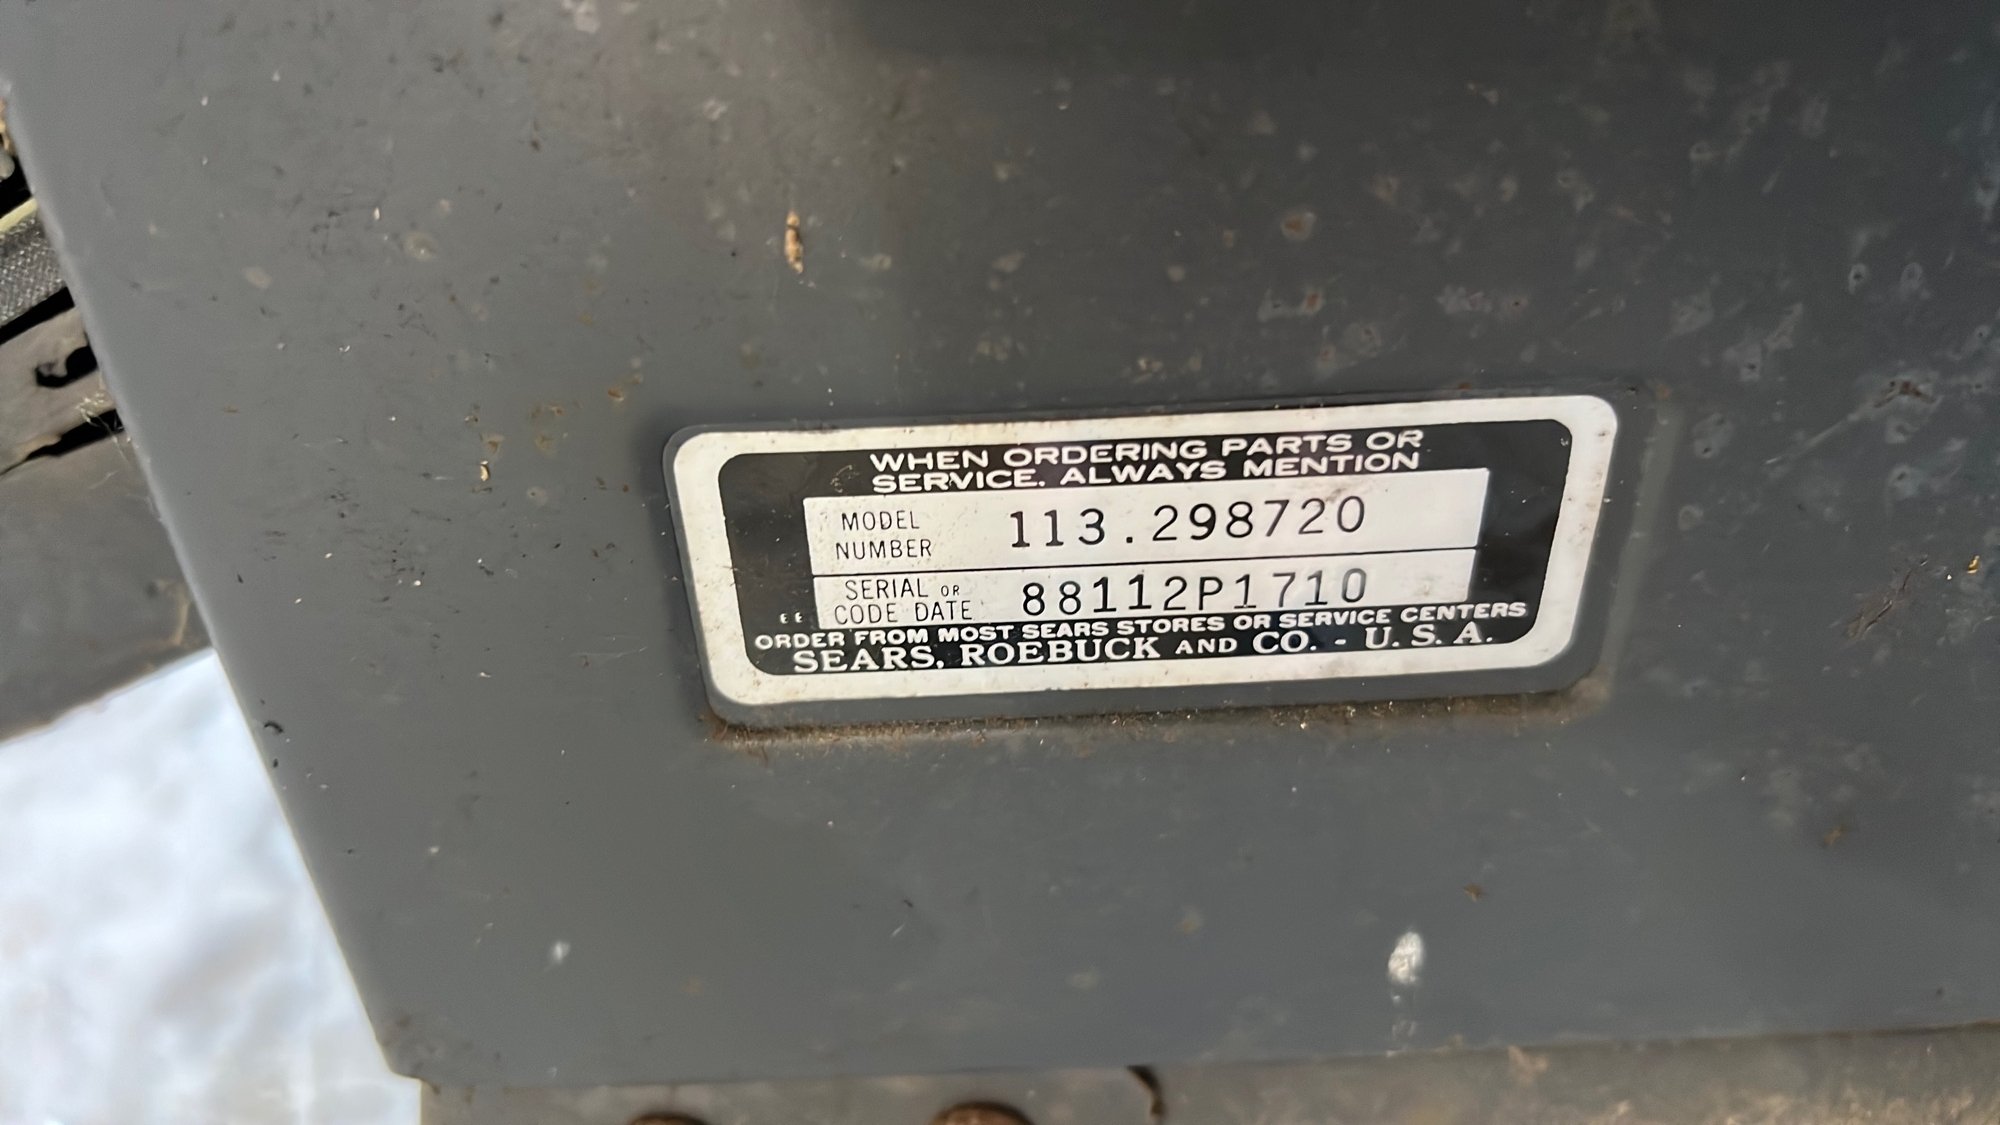 WHEN ORDERING PARTS OR
SERVICE, ALWAYS MENTION
MODEL
NUMBER 113.298720
SERIAL OR
CODE DATE 88112P1710
EE
ORDER FROM MOST SEARS STORES OR SERVICE CENTERS
SEARS, ROEBUCK AND CO. - U. S. A.